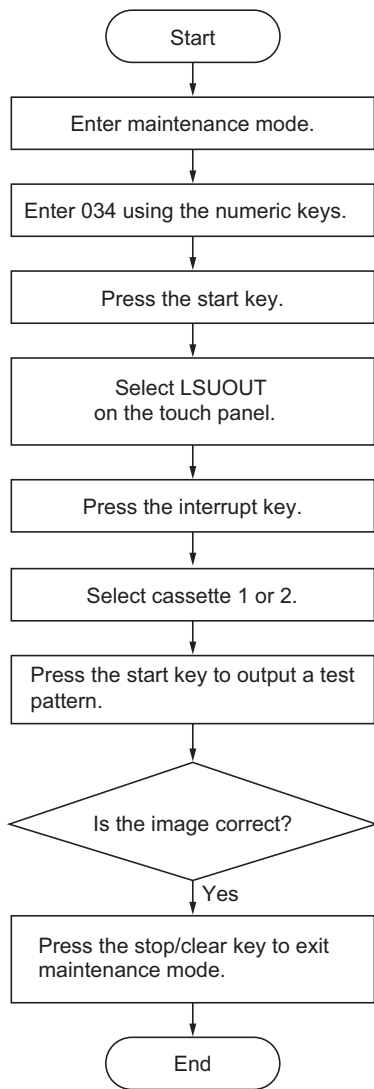 Start
Enter maintenance mode.
Enter 034 using the numeric keys.
Press the start key.
Select LSUOUT
on the touch panel.
Press the interrupt key.
Select cassette 1 or 2.
Press the start key to output a test
pattern.
Is the image correct?
Yes
Press the stop/clear key to exit
maintenance mode.
End